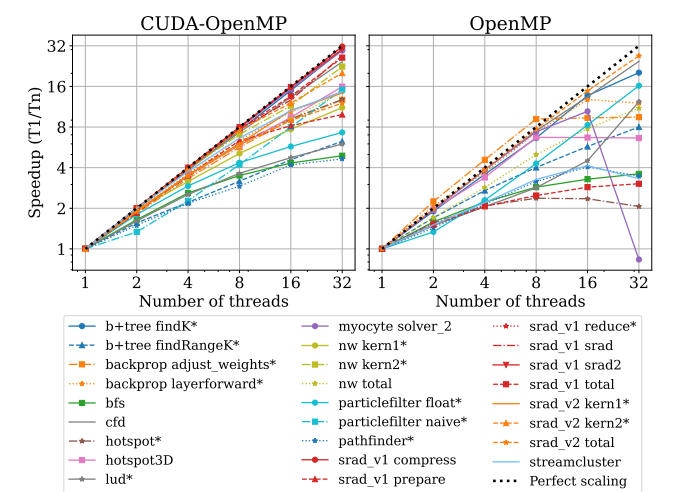 CUDA-OpenMP
OpenMP
Speedup (T1/Tn)
32
16
8
4
2
1
1 2 4 8 16 32
1 2 4 8 16 32
Number of threads
Number of threads
b+tree findK*
b+tree findRangeK*
backprop adjust_weights*
backprop layerforward*
bfs
cfd
hotspot*
hotspot3D
lud*
myocyte solver_2
nw kern1*
nw kern2*
nw total
particlefilter float*
particlefilter naive*
pathfinder*
srad_v1 compress
srad_v1 prepare
srad_v1 reduce*
srad_v1 srad
srad_v1 srad2
srad_v1 total
srad_v2 kern1*
srad_v2 kern2*
srad_v2 total
streamcluster
Perfect scaling